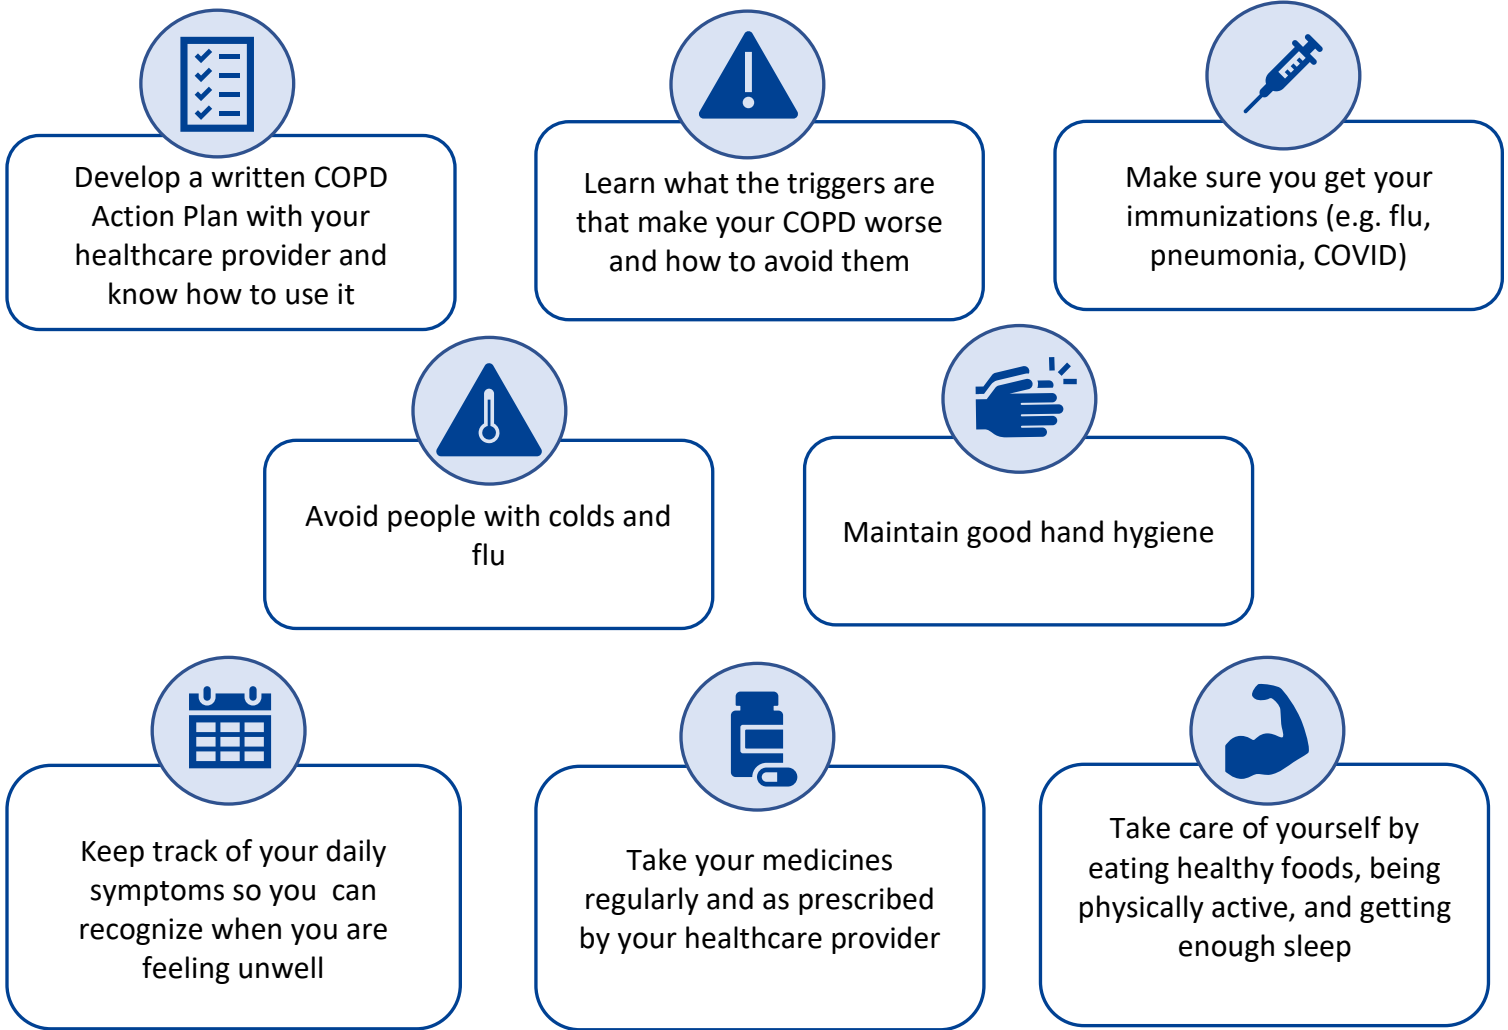 Develop a written COPD
Action Plan with your
healthcare provider and
know how to use it
Learn what the triggers are
that make your COPD worse
and how to avoid them
Make sure you get your
immunizations (e.g. flu,
pneumonia, COVID)
Avoid people with colds and
flu
Maintain good hand hygiene
Keep track of your daily
symptoms so you  can
recognize when you are
feeling unwell
Take your medicines
regularly and as prescribed
by your healthcare provider
Take care of yourself by
eating healthy foods, being
physically active, and getting
enough sleep